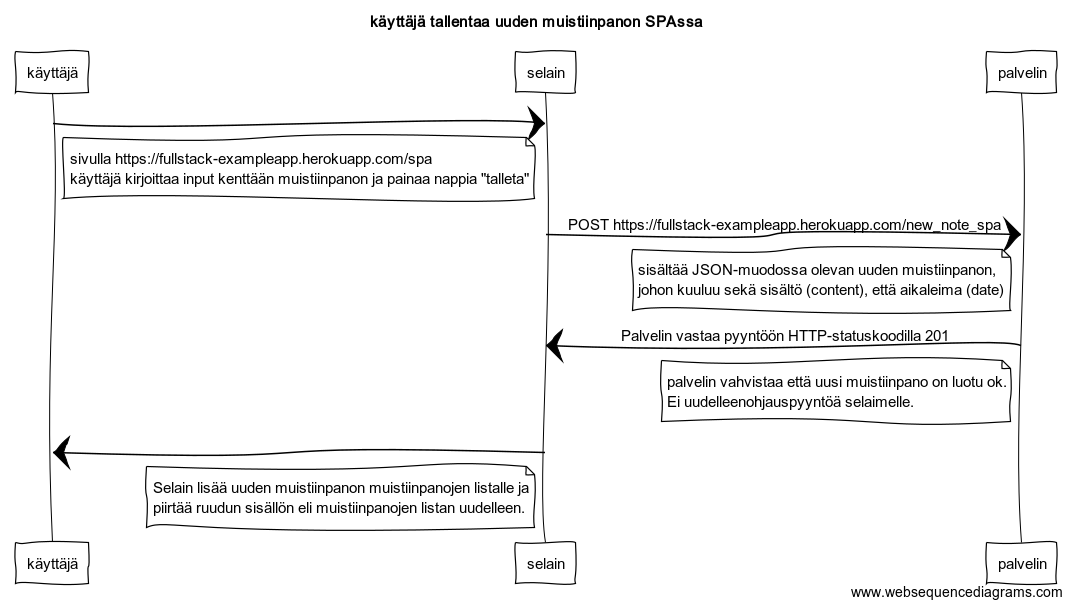 käyttäjä tallentaa uuden muistiinpanon SPAssa
käyttäjä
selain
palvelin
sivulla https://fullstack-exampleapp.herokuapp.com/spa
käyttäjä kirjoittaa input kenttään muistiinpanon ja painaa nappia "talleta"
POST https://fullstack-exampleapp.herokuapp.com/new_note_spa
sisältää JSON-muodossa olevan uuden muistiinpanon,
johon kuuluu sekä sisältö (content), että aikaleima (date)
Palvelin vastaa pyyntöön HTTP-statuskoodilla 201
palvelin vahvistaa että uusi muistiinpano on luotu ok.
Ei uudelleenohjauspyyntöä selaimelle.
Selain lisää uuden muistiinpanon muistiinpanojen listalle ja
piirtää ruudun sisällön eli muistiinpanojen listan uudelleen.
käyttäjä
selain
palvelin
www.websequencediagrams.com